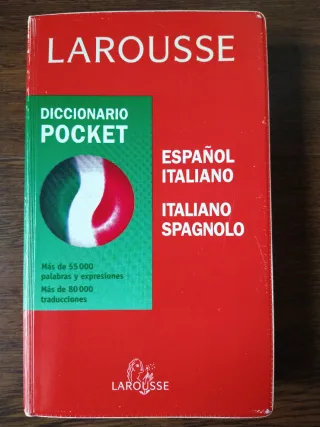 LAROUSSE
DICCIONARIO
POCKET
ESPAÑOL
ITALIANO
ITALIANO
SPAGNOLO
Más de 55 000
palabras y expresiones
Más de 80 000
traducciones
LAROUSSE